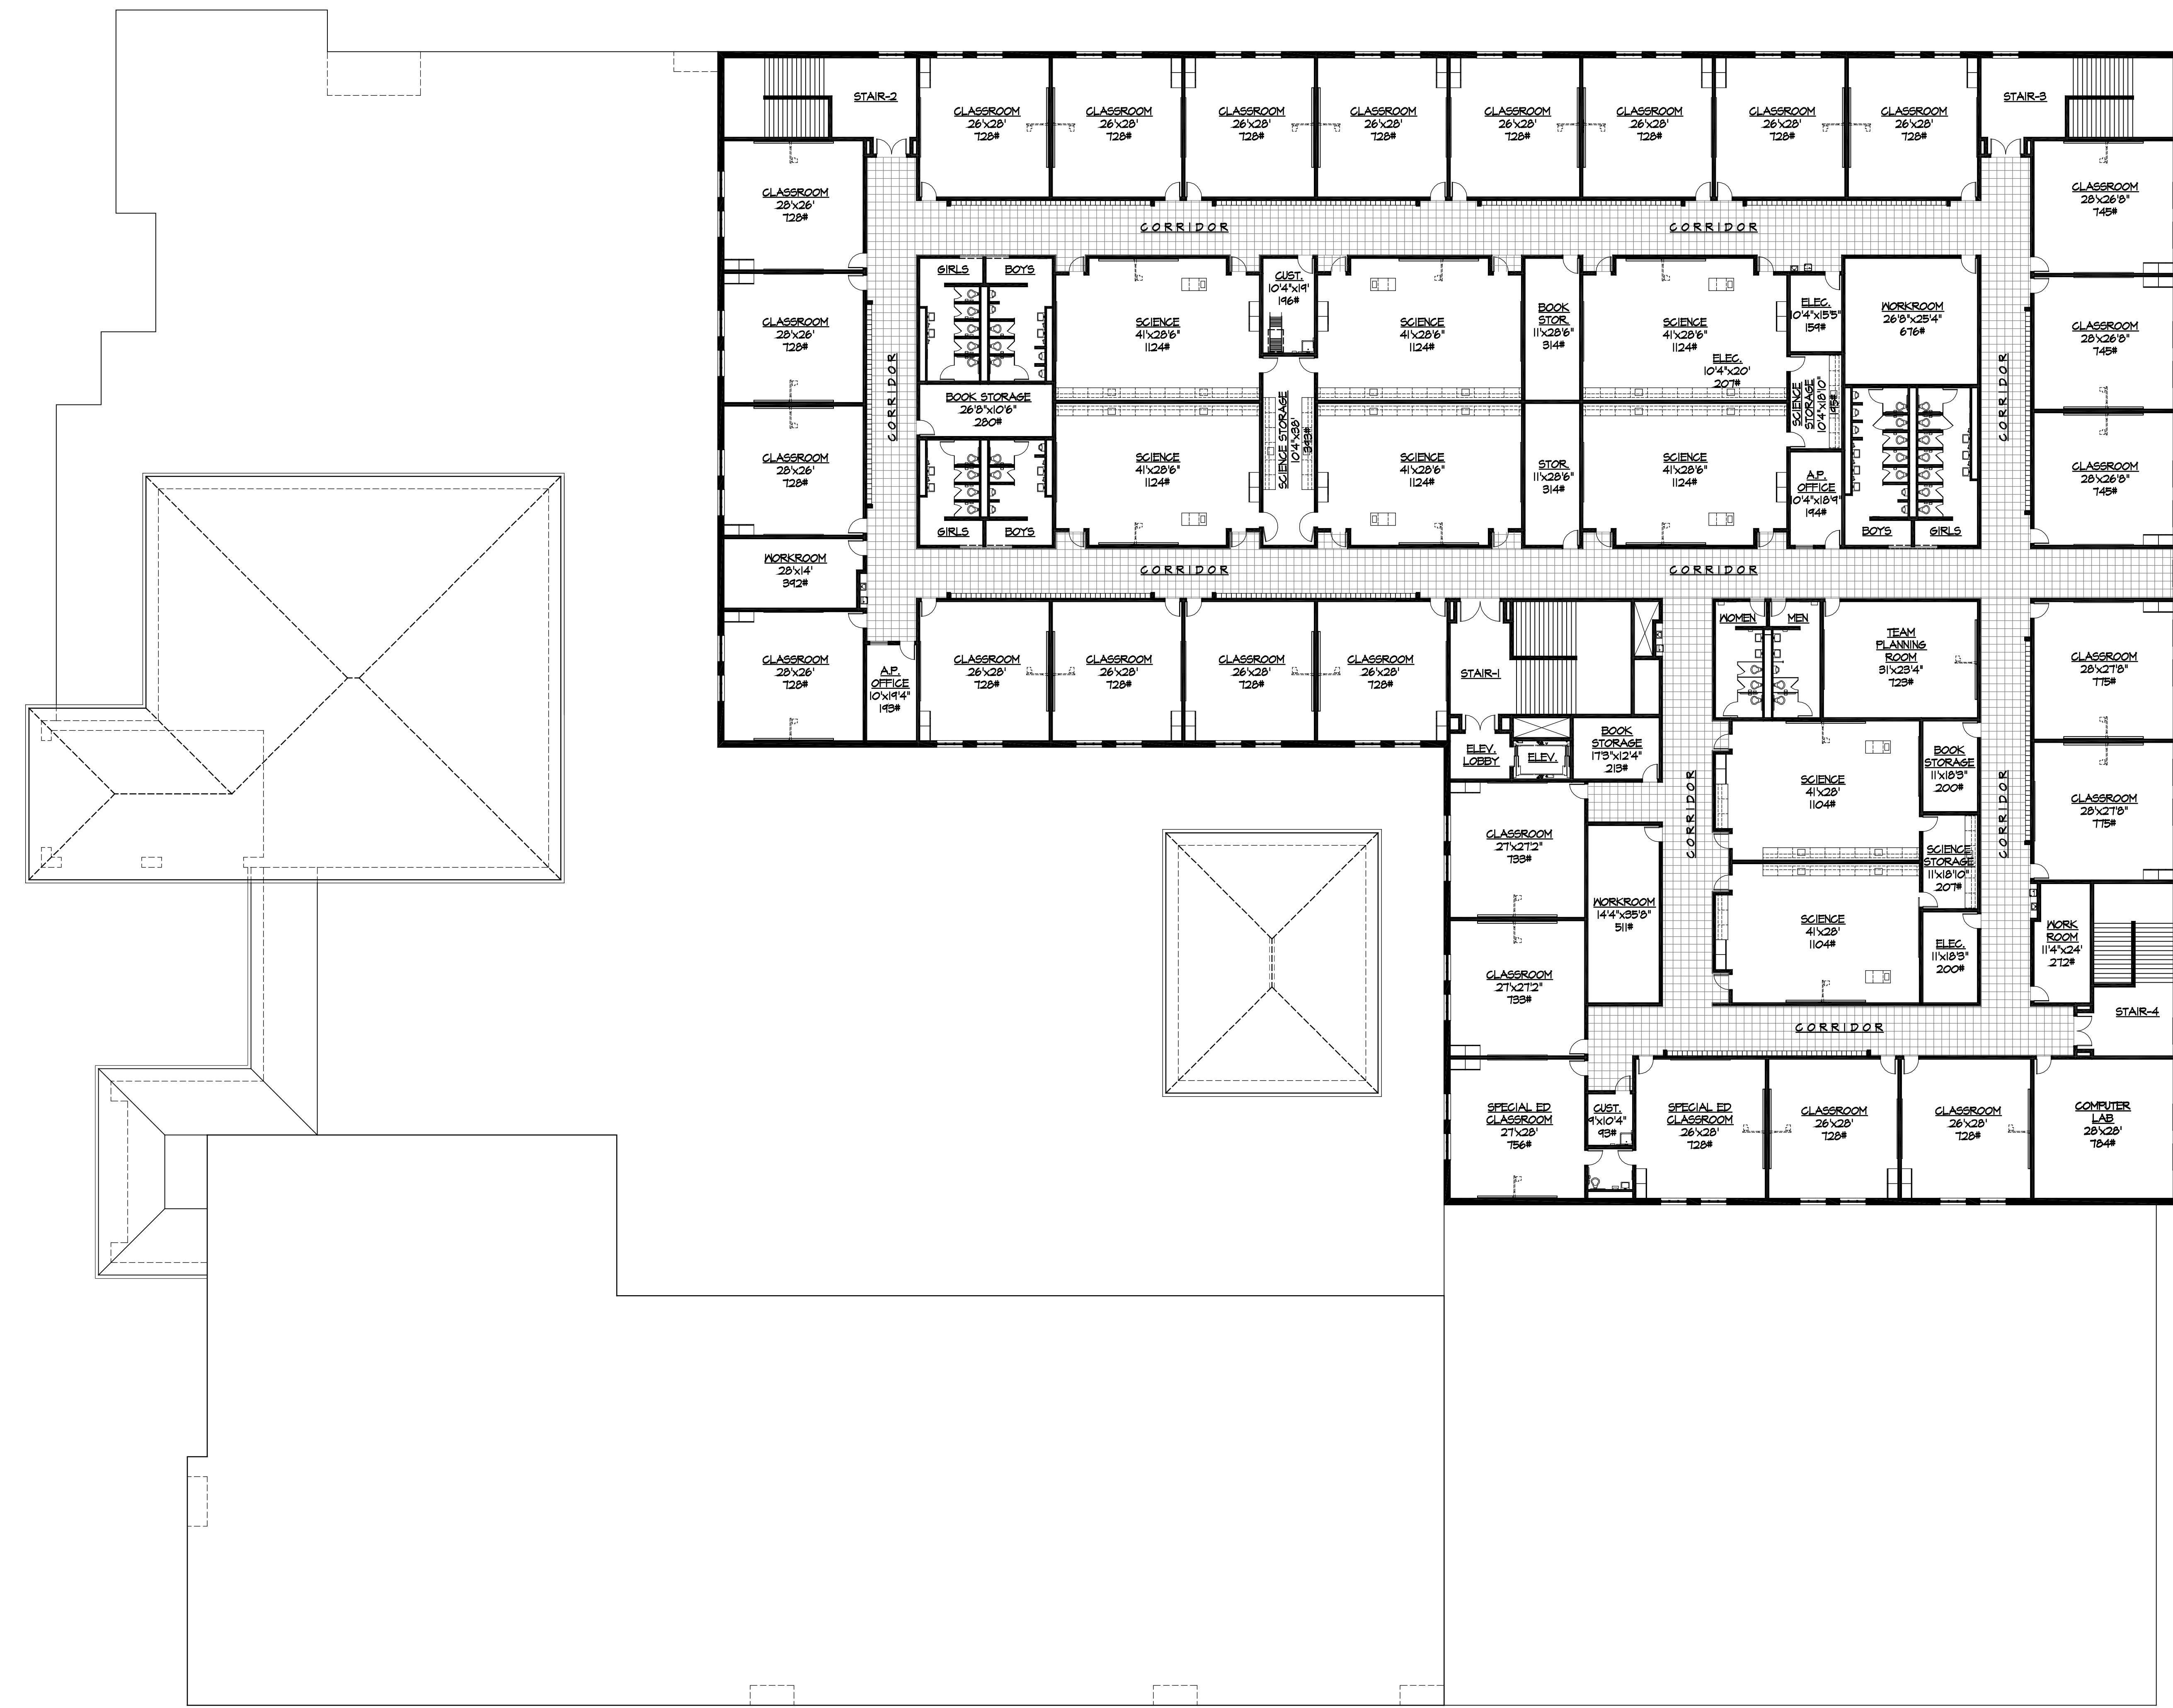 STAIR-2
CLASSROOM
26'x28'
728#
CLASSROOM
26'x28'
728#
CLASSROOM
26'x28'
728#
CLASSROOM
26'x28'
728#
CLASSROOM
26'x28'
728#
CLASSROOM
26'x28'
728#
CLASSROOM
26'x28'
728#
CLASSROOM
26'x28'
728#
STAIR-3
CLASSROOM
28'x26'
728#
CLASSROOM
28'x26'8"
745#
CORRIDOR
CORRIDOR
GIRLS
BOYS
CLASSROOM
28'x26'
728#
CORRIDOR
SCIENCE
41'x28'6"
1124#
CUST.
10'4"x19'
196#
SCIENCE
41'x28'6"
1124#
BOOK
STOR.
11'x28'6"
314#
SCIENCE
41'x28'6"
1124#
ELEC.
10'4"x20'
207#
ELEC.
10'4"x15'5"
159#
WORKROOM
26'8"x25'4"
676#
CORRIDOR
CLASSROOM
28'x26'8"
745#
BOOK STORAGE
26'8"x10'6"
280#
SCIENCE STORAGE
10'4"x38'
393#
SCIENCE
STORAGE
10'4"x18'10"
195#
CLASSROOM
28'x26'
728#
SCIENCE
41'x28'6"
1124#
SCIENCE
41'x28'6"
1124#
STOR.
11'x28'6"
314#
SCIENCE
41'x28'6"
1124#
A.P.
OFFICE
10'4"x18'9"
194#
CLASSROOM
28'x26'8"
745#
GIRLS
BOYS
BOYS
GIRLS
WORKROOM
28'x14'
392#
CORRIDOR
CORRIDOR
CLASSROOM
28'x26'
728#
A.P.
OFFICE
10'x19'4"
193#
CLASSROOM
26'x28'
728#
CLASSROOM
26'x28'
728#
CLASSROOM
26'x28'
728#
CLASSROOM
26'x28'
728#
STAIR-1
WOMEN
MEN
TEAM
PLANNING
ROOM
31'x23'4"
723#
CLASSROOM
28'x27'8"
775#
ELEV.
LOBBY
ELEV.
BOOK
STORAGE
17'3"x12'4"
213#
CORRIDOR
SCIENCE
41'x28'
1104#
BOOK
STORAGE
11'x18'3"
200#
CORRIDOR
CLASSROOM
28'x27'8"
775#
CLASSROOM
27'x27'2"
733#
SCIENCE
STORAGE
11'x18'10"
207#
WORKROOM
14'4"x35'8"
511#
SCIENCE
41'x28'
1104#
ELEC.
11'x18'3"
200#
WORK
ROOM
11'4"x24'
272#
CLASSROOM
27'x27'2"
733#
STAIR-4
CORRIDOR
SPECIAL ED
CLASSROOM
27'x28'
756#
CUST.
9'x10'4"
93#
SPECIAL ED
CLASSROOM
26'x28'
728#
CLASSROOM
26'x28'
728#
CLASSROOM
26'x28'
728#
COMPUTER
LAB
28'x28'
784#